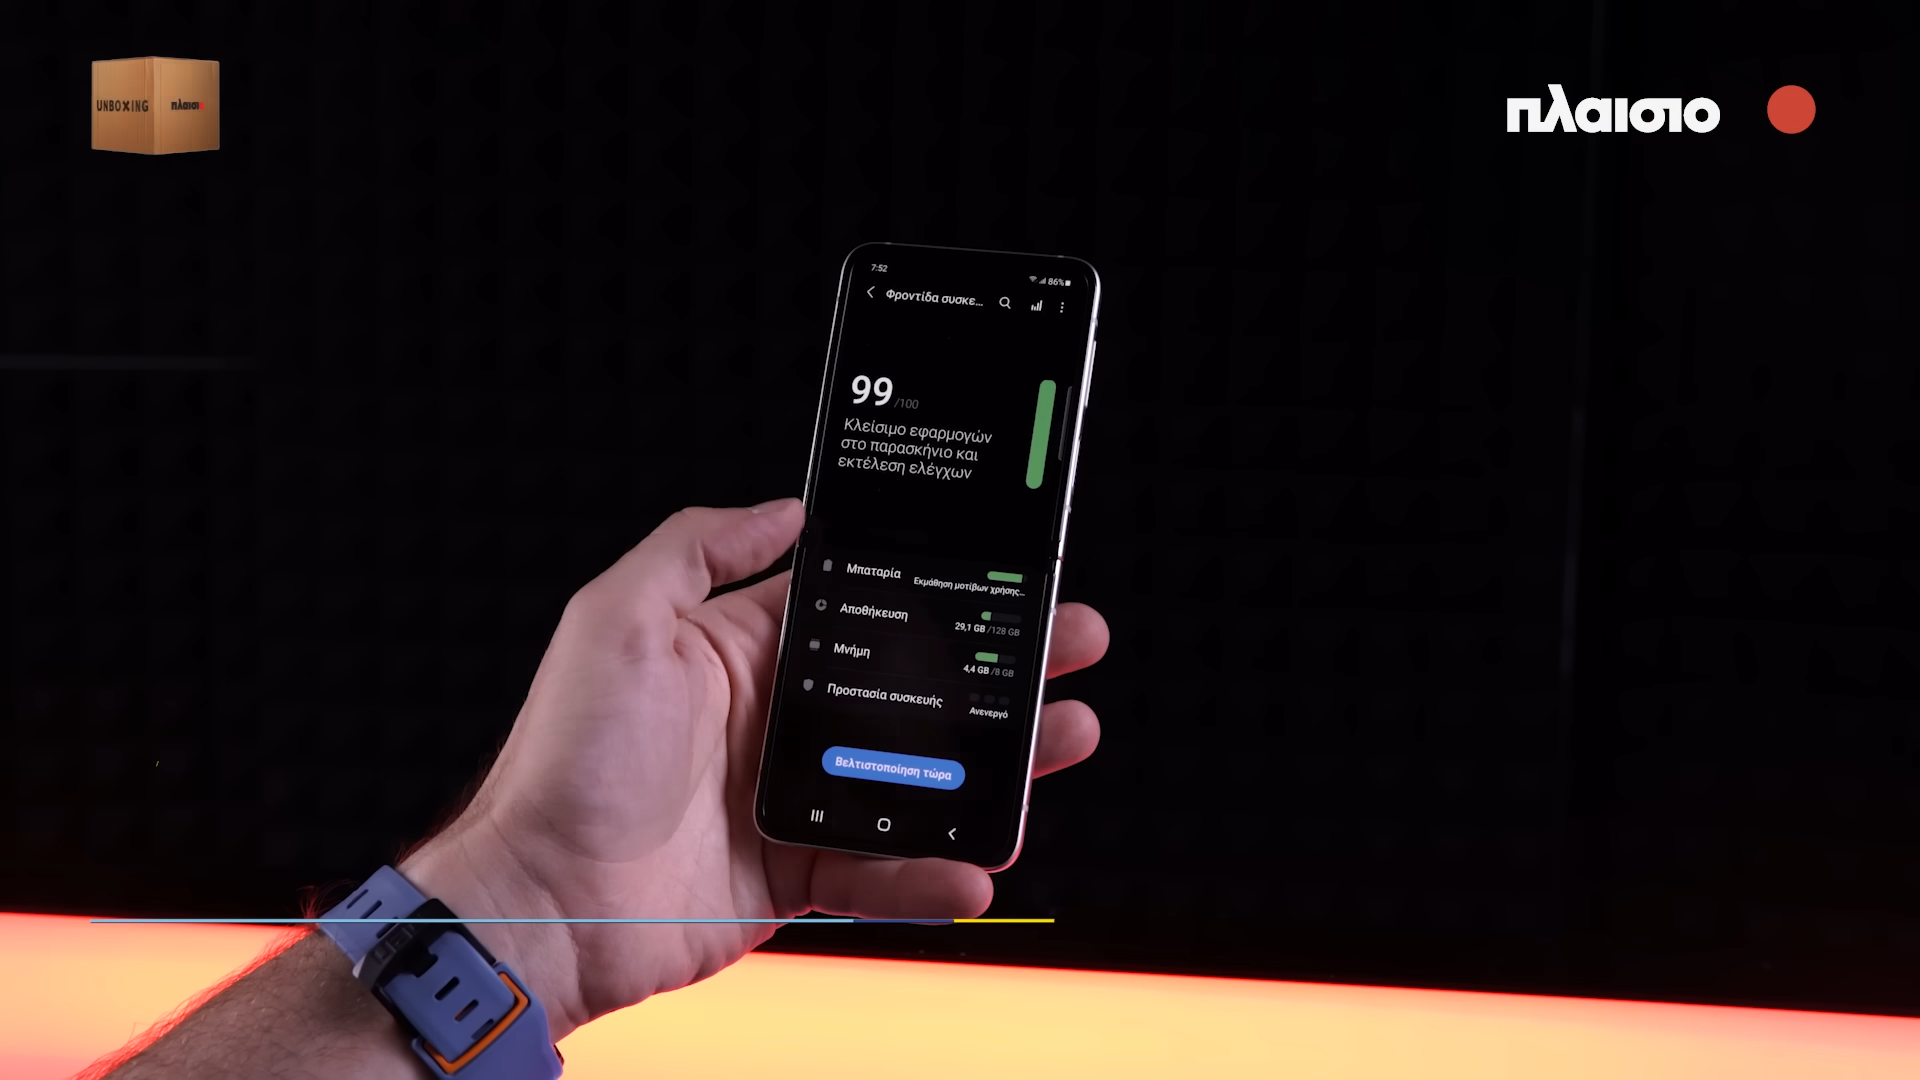 UNBOXING
πλαισιο
πλαισιο
7:52
86%
Φροντίδα συσκε...
99/100
Κλείσιμο εφαρμογών
στο παρασκήνιο και
εκτέλεση ελέγχων
Μπαταρία
Εκμάθηση μοτίβων χρήσης...
Αποθήκευση
29,1 GB /128 GB
Μνήμη
4,4 GB /8 GB
Προστασία συσκευής
Ανενεργό
Βελτιστοποίηση τώρα